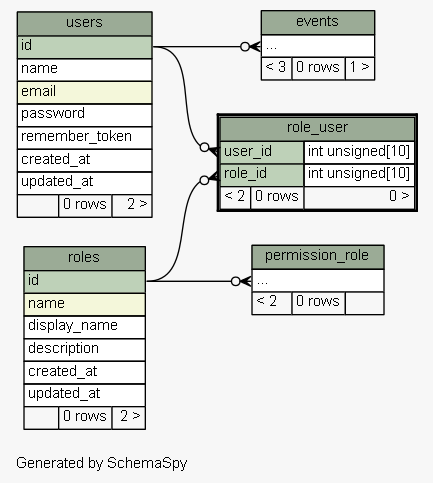 users
id
name
email
password
remember_token
created_at
updated_at
0 rows 2 >
events
...
< 3 0 rows 1 >
role_user
user_id int unsigned[10]
role_id int unsigned[10]
< 2 0 rows 0 >
roles
id
name
display_name
description
created_at
updated_at
0 rows 2 >
permission_role
...
< 2 0 rows
Generated by SchemaSpy